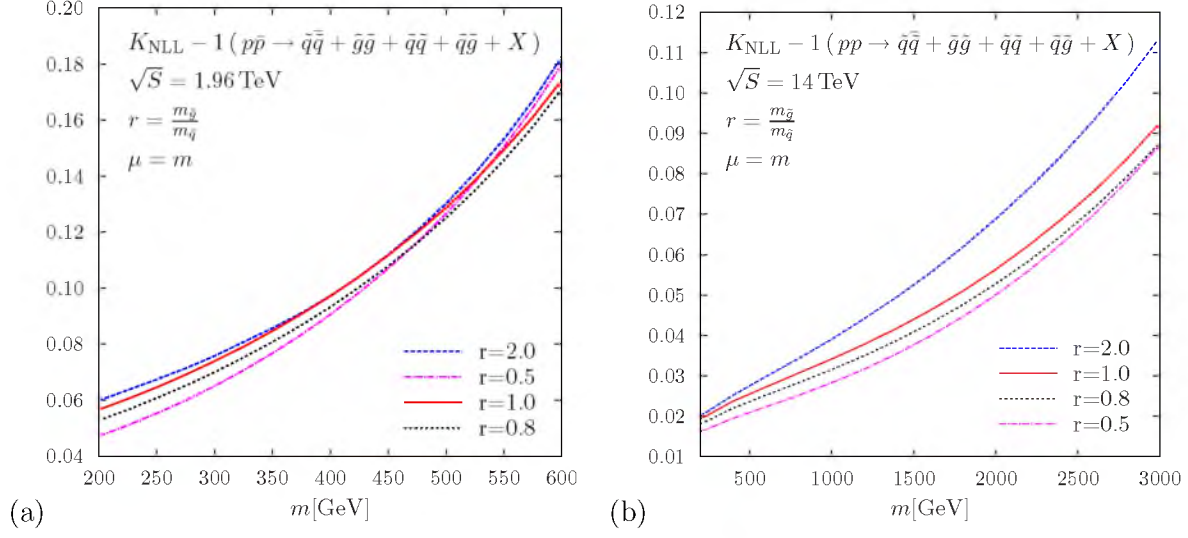 K_NLL − 1 ( pp̄ → q̃q̃̄ + g̃g̃ + q̃q̃ + q̃g̃ + X )
√S = 1.96 TeV
r = m_g̃ / m_q̃
μ = m
0.20
0.18
0.16
0.14
0.12
0.10
0.08
0.06
0.04
r=2.0
r=0.5
r=1.0
r=0.8
200 250 300 350 400 450 500 550 600
m[GeV]
(a)
K_NLL − 1 ( pp → q̃q̃̄ + g̃g̃ + q̃q̃ + q̃g̃ + X )
√S = 14 TeV
r = m_g̃ / m_q̃
μ = m
0.12
0.11
0.10
0.09
0.08
0.07
0.06
0.05
0.04
0.03
0.02
0.01
r=2.0
r=1.0
r=0.8
r=0.5
500 1000 1500 2000 2500 3000
m[GeV]
(b)